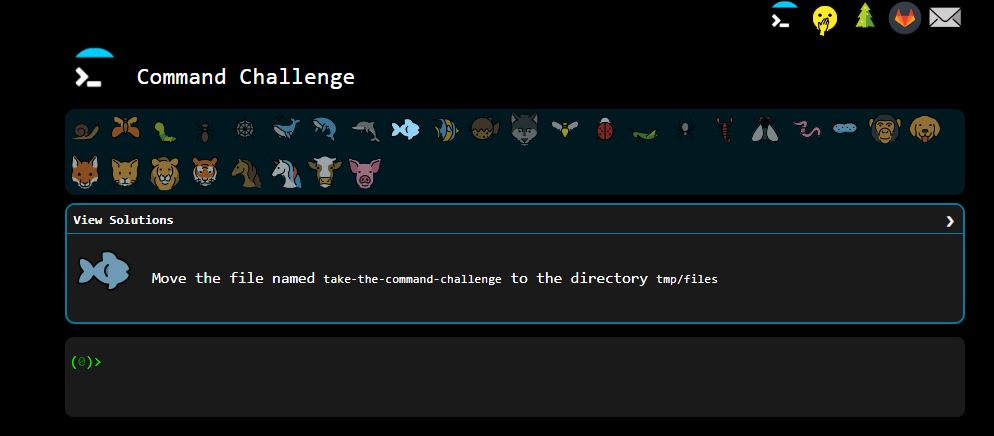 Command Challenge
View Solutions
Move the file named take-the-command-challenge to the directory tmp/files
(0)>